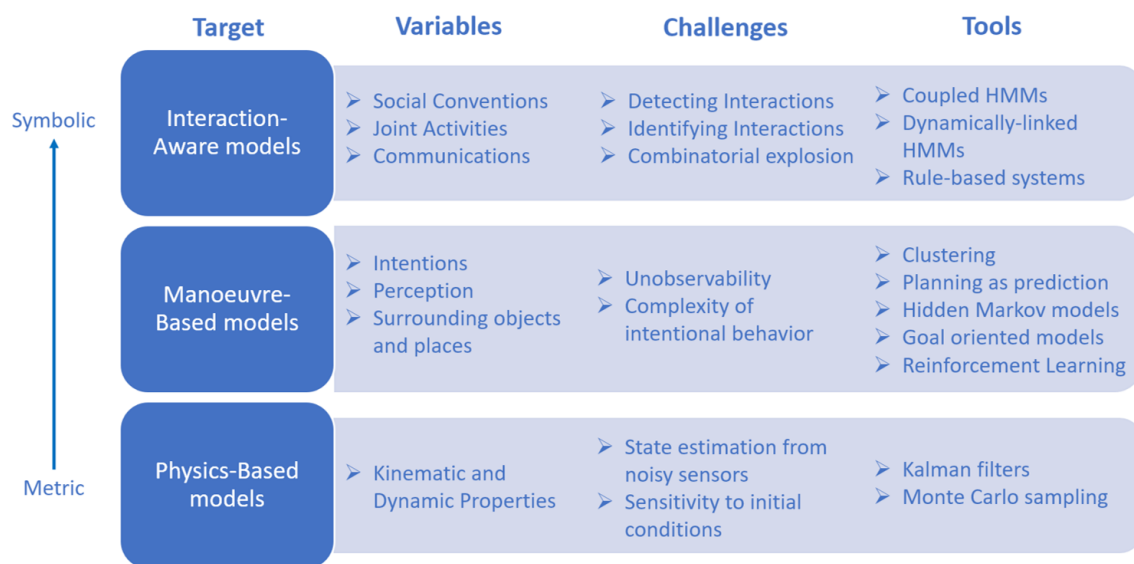 Target
Variables
Challenges
Tools
Symbolic
Metric
Interaction-
Aware models
➢ Social Conventions
➢ Joint Activities
➢ Communications
➢ Detecting Interactions
➢ Identifying Interactions
➢ Combinatorial explosion
➢ Coupled HMMs
➢ Dynamically-linked
HMMs
➢ Rule-based systems
Manoeuvre-
Based models
➢ Intentions
➢ Perception
➢ Surrounding objects
and places
➢ Unobservability
➢ Complexity of
intentional behavior
➢ Clustering
➢ Planning as prediction
➢ Hidden Markov models
➢ Goal oriented models
➢ Reinforcement Learning
Physics-Based
models
➢ Kinematic and
Dynamic Properties
➢ State estimation from
noisy sensors
➢ Sensitivity to initial
conditions
➢ Kalman filters
➢ Monte Carlo sampling